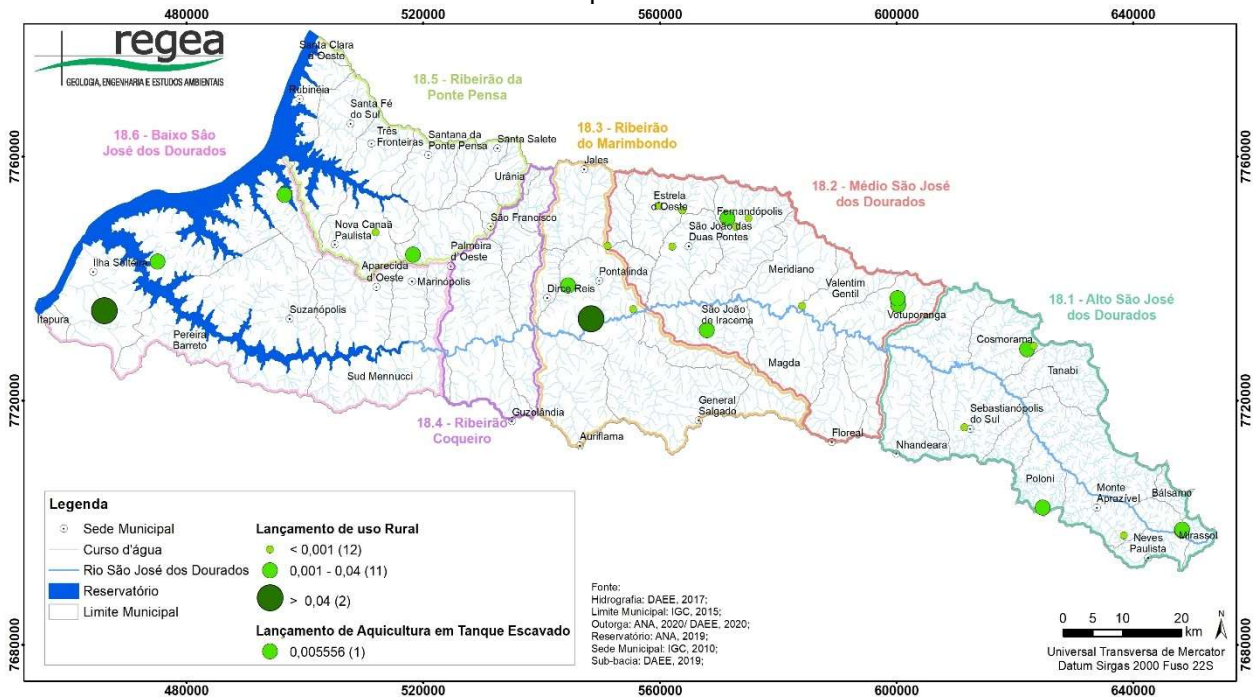 480000
520000
560000
600000
640000
regea
GEOLOGIA, ENGENHARIA E ESTUDOS AMBIENTAIS
Santa Clara
d'Oeste
Rubinéia
Santa Fé
do Sul
Três
Fronteiras
Santana da
Ponte Pensa
Santa Salete
Urânia
18.5 - Ribeirão da
Ponte Pensa
18.6 - Baixo São
José dos Dourados
18.3 - Ribeirão
do Marimbondo
Jales
18.2 - Médio São José
dos Dourados
7760000
7760000
Estrela
d'Oeste
Fernandópolis
São João das
Duas Pontes
São Francisco
Nova Canaã
Paulista
Palmeira
d'Oeste
Aparecida
d'Oeste
Marinópolis
Ilha Solteira
Pontalinda
Dirce Reis
Meridiano
Valentim
Gentil
Votuporanga
18.1 - Alto São José
dos Dourados
Suzanápolis
Itapura
Pereira
Barreto
São João
de Iracema
Cosmorama
Magda
Tanabi
Sud Mennucci
7720000
7720000
18.4 - Ribeirão
Coqueiro
Guzolândia
General
Salgado
Auriflama
Floreal
Sebastianópolis
do Sul
Nhandeara
Poloni
Monte
Aprazível
Bálsamo
Neves
Paulista
Mirassol
Legenda
Sede Municipal
Curso d'água
Rio São José dos Dourados
Reservatório
Limite Municipal
Lançamento de uso Rural
< 0,001 (12)
0,001 - 0,04 (11)
> 0,04 (2)
Lançamento de Aquicultura em Tanque Escavado
0,005556 (1)
Fonte:
Hidrografia: DAEE, 2017;
Limite Municipal: IGC, 2015;
Outorga: ANA, 2020/ DAEE, 2020;
Reservatório: ANA, 2019;
Sede Municipal: IGC, 2010;
Sub-bacia: DAEE, 2019;
0 5 10 20
km
N
Universal Transversa de Mercator
Datum Sirgas 2000 Fuso 22S
7680000
7680000
480000
520000
560000
600000
640000